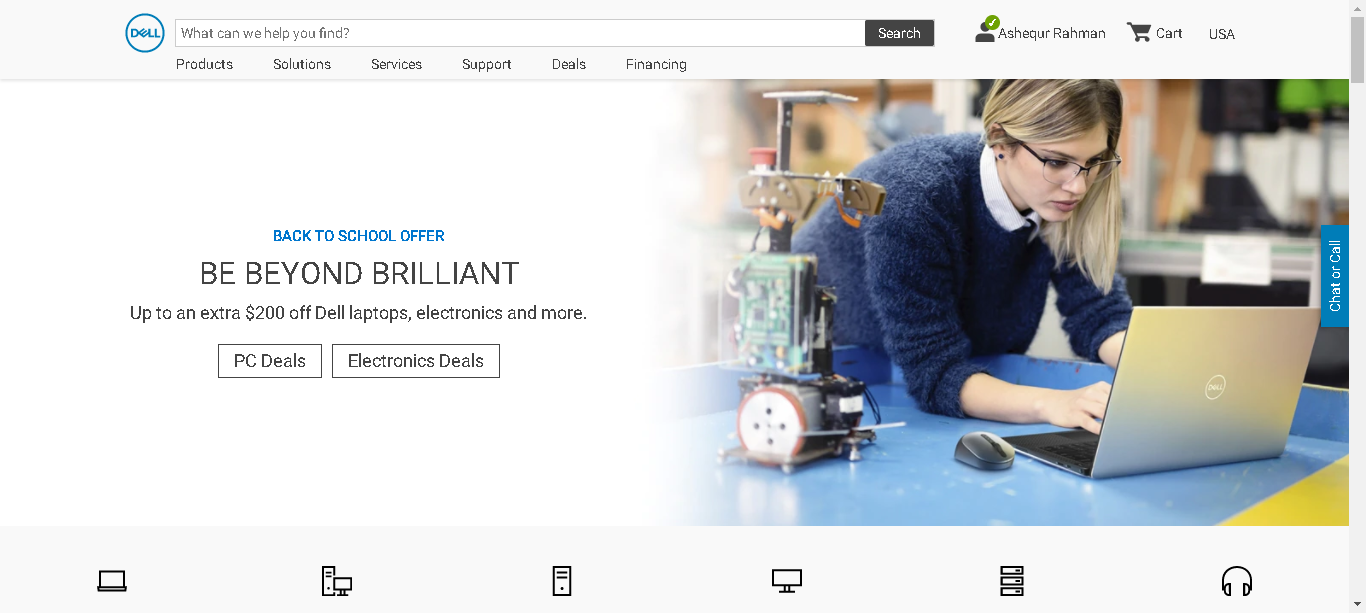 DELL
What can we help you find?
Search
Ashequr Rahman
Cart
USA
Products
Solutions
Services
Support
Deals
Financing
BACK TO SCHOOL OFFER
BE BEYOND BRILLIANT
Up to an extra $200 off Dell laptops, electronics and more.
PC Deals
Electronics Deals
Chat or Call
DELL